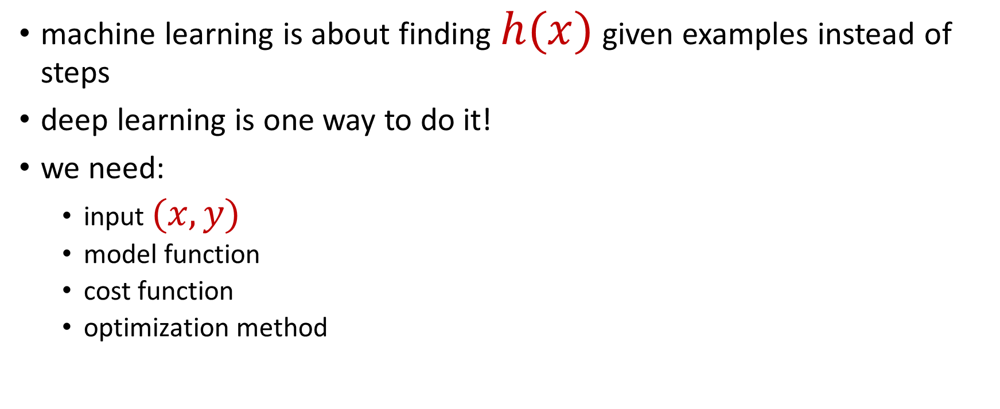 • machine learning is about finding h(x) given examples instead of
steps
• deep learning is one way to do it!
• we need:
• input (x, y)
• model function
• cost function
• optimization method